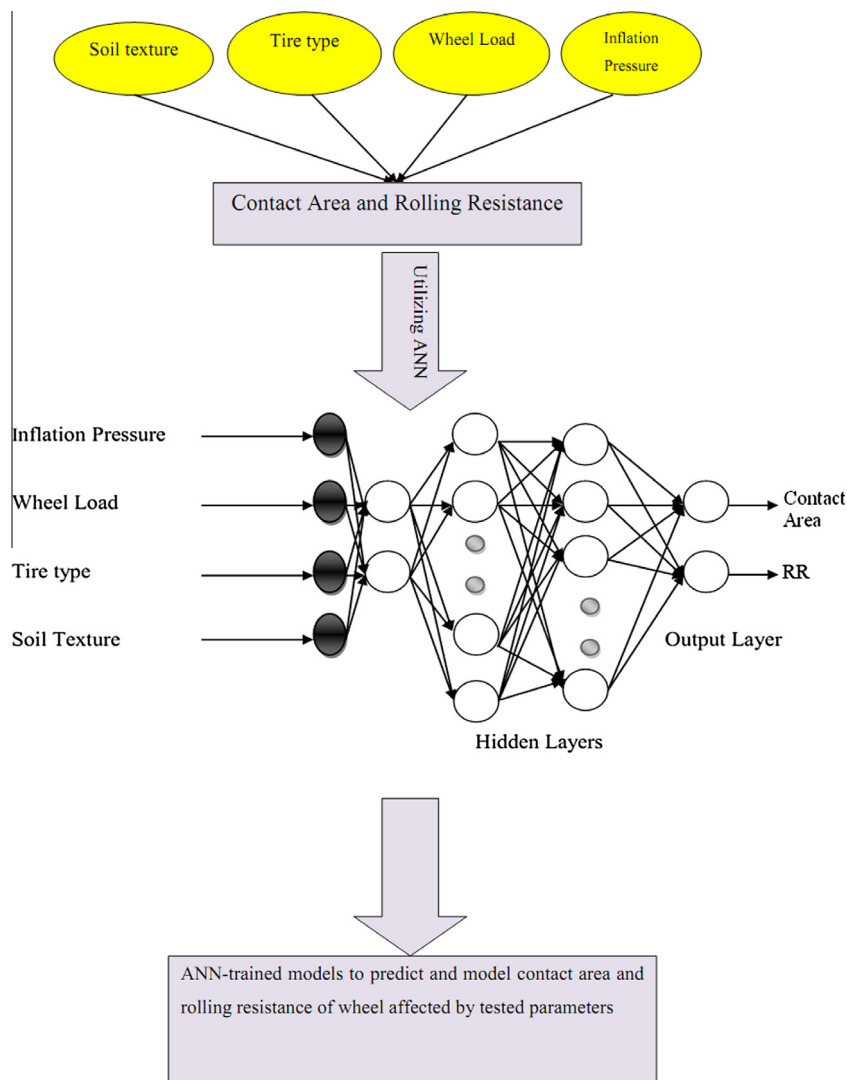 Soil texture
Tire type
Wheel Load
Inflation
Pressure
Contact Area and Rolling Resistance
Utilizing ANN
Inflation Pressure
Wheel Load
Tire type
Soil Texture
Contact
Area
RR
Output Layer
Hidden Layers
ANN-trained models to predict and model contact area and
rolling resistance of wheel affected by tested parameters